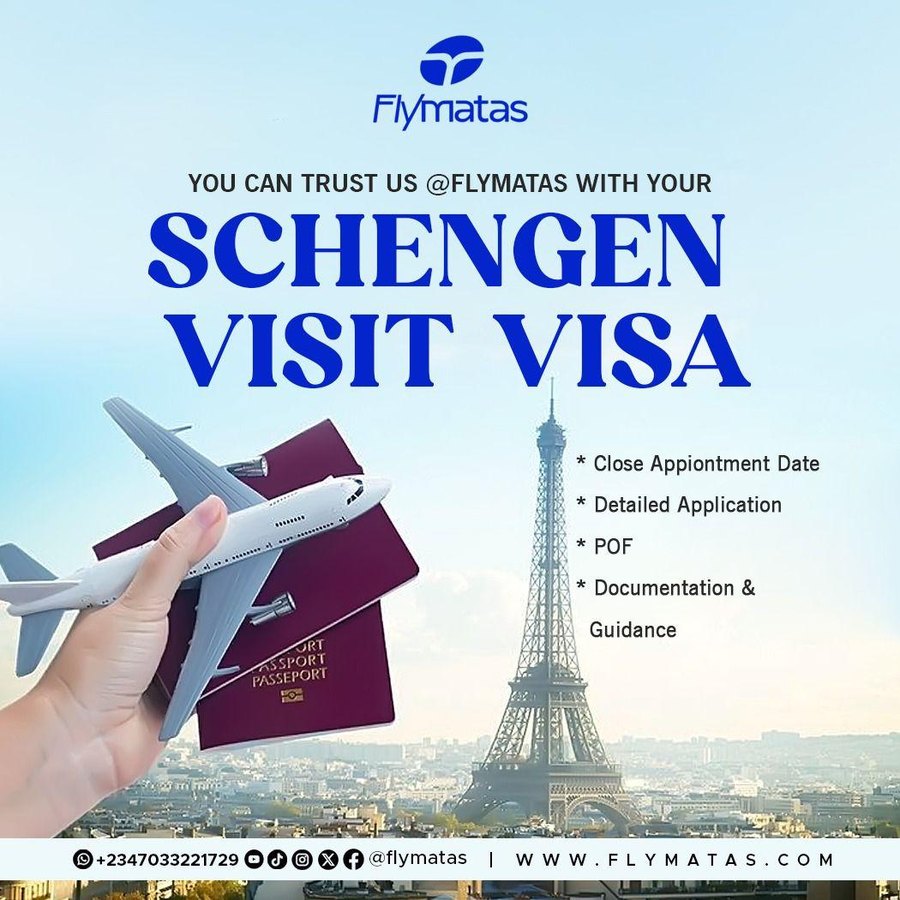 Flymatas
YOU CAN TRUST US @FLYMATAS WITH YOUR
SCHENGEN
VISIT VISA
* Close Appiontment Date
* Detailed Application
* POF
* Documentation &
Guidance
PASSPORT
PASSEPORT
+2347033221729 @flymatas | WWW.FLYMATAS.COM